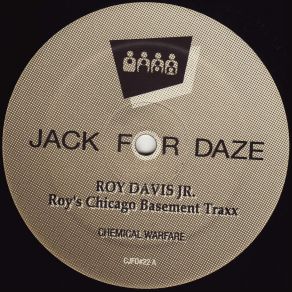 JACK FOR DAZE
ROY DAVIS JR.
Roy's Chicago Basement Traxx
CHEMICAL WARFARE
CJFD#22-A